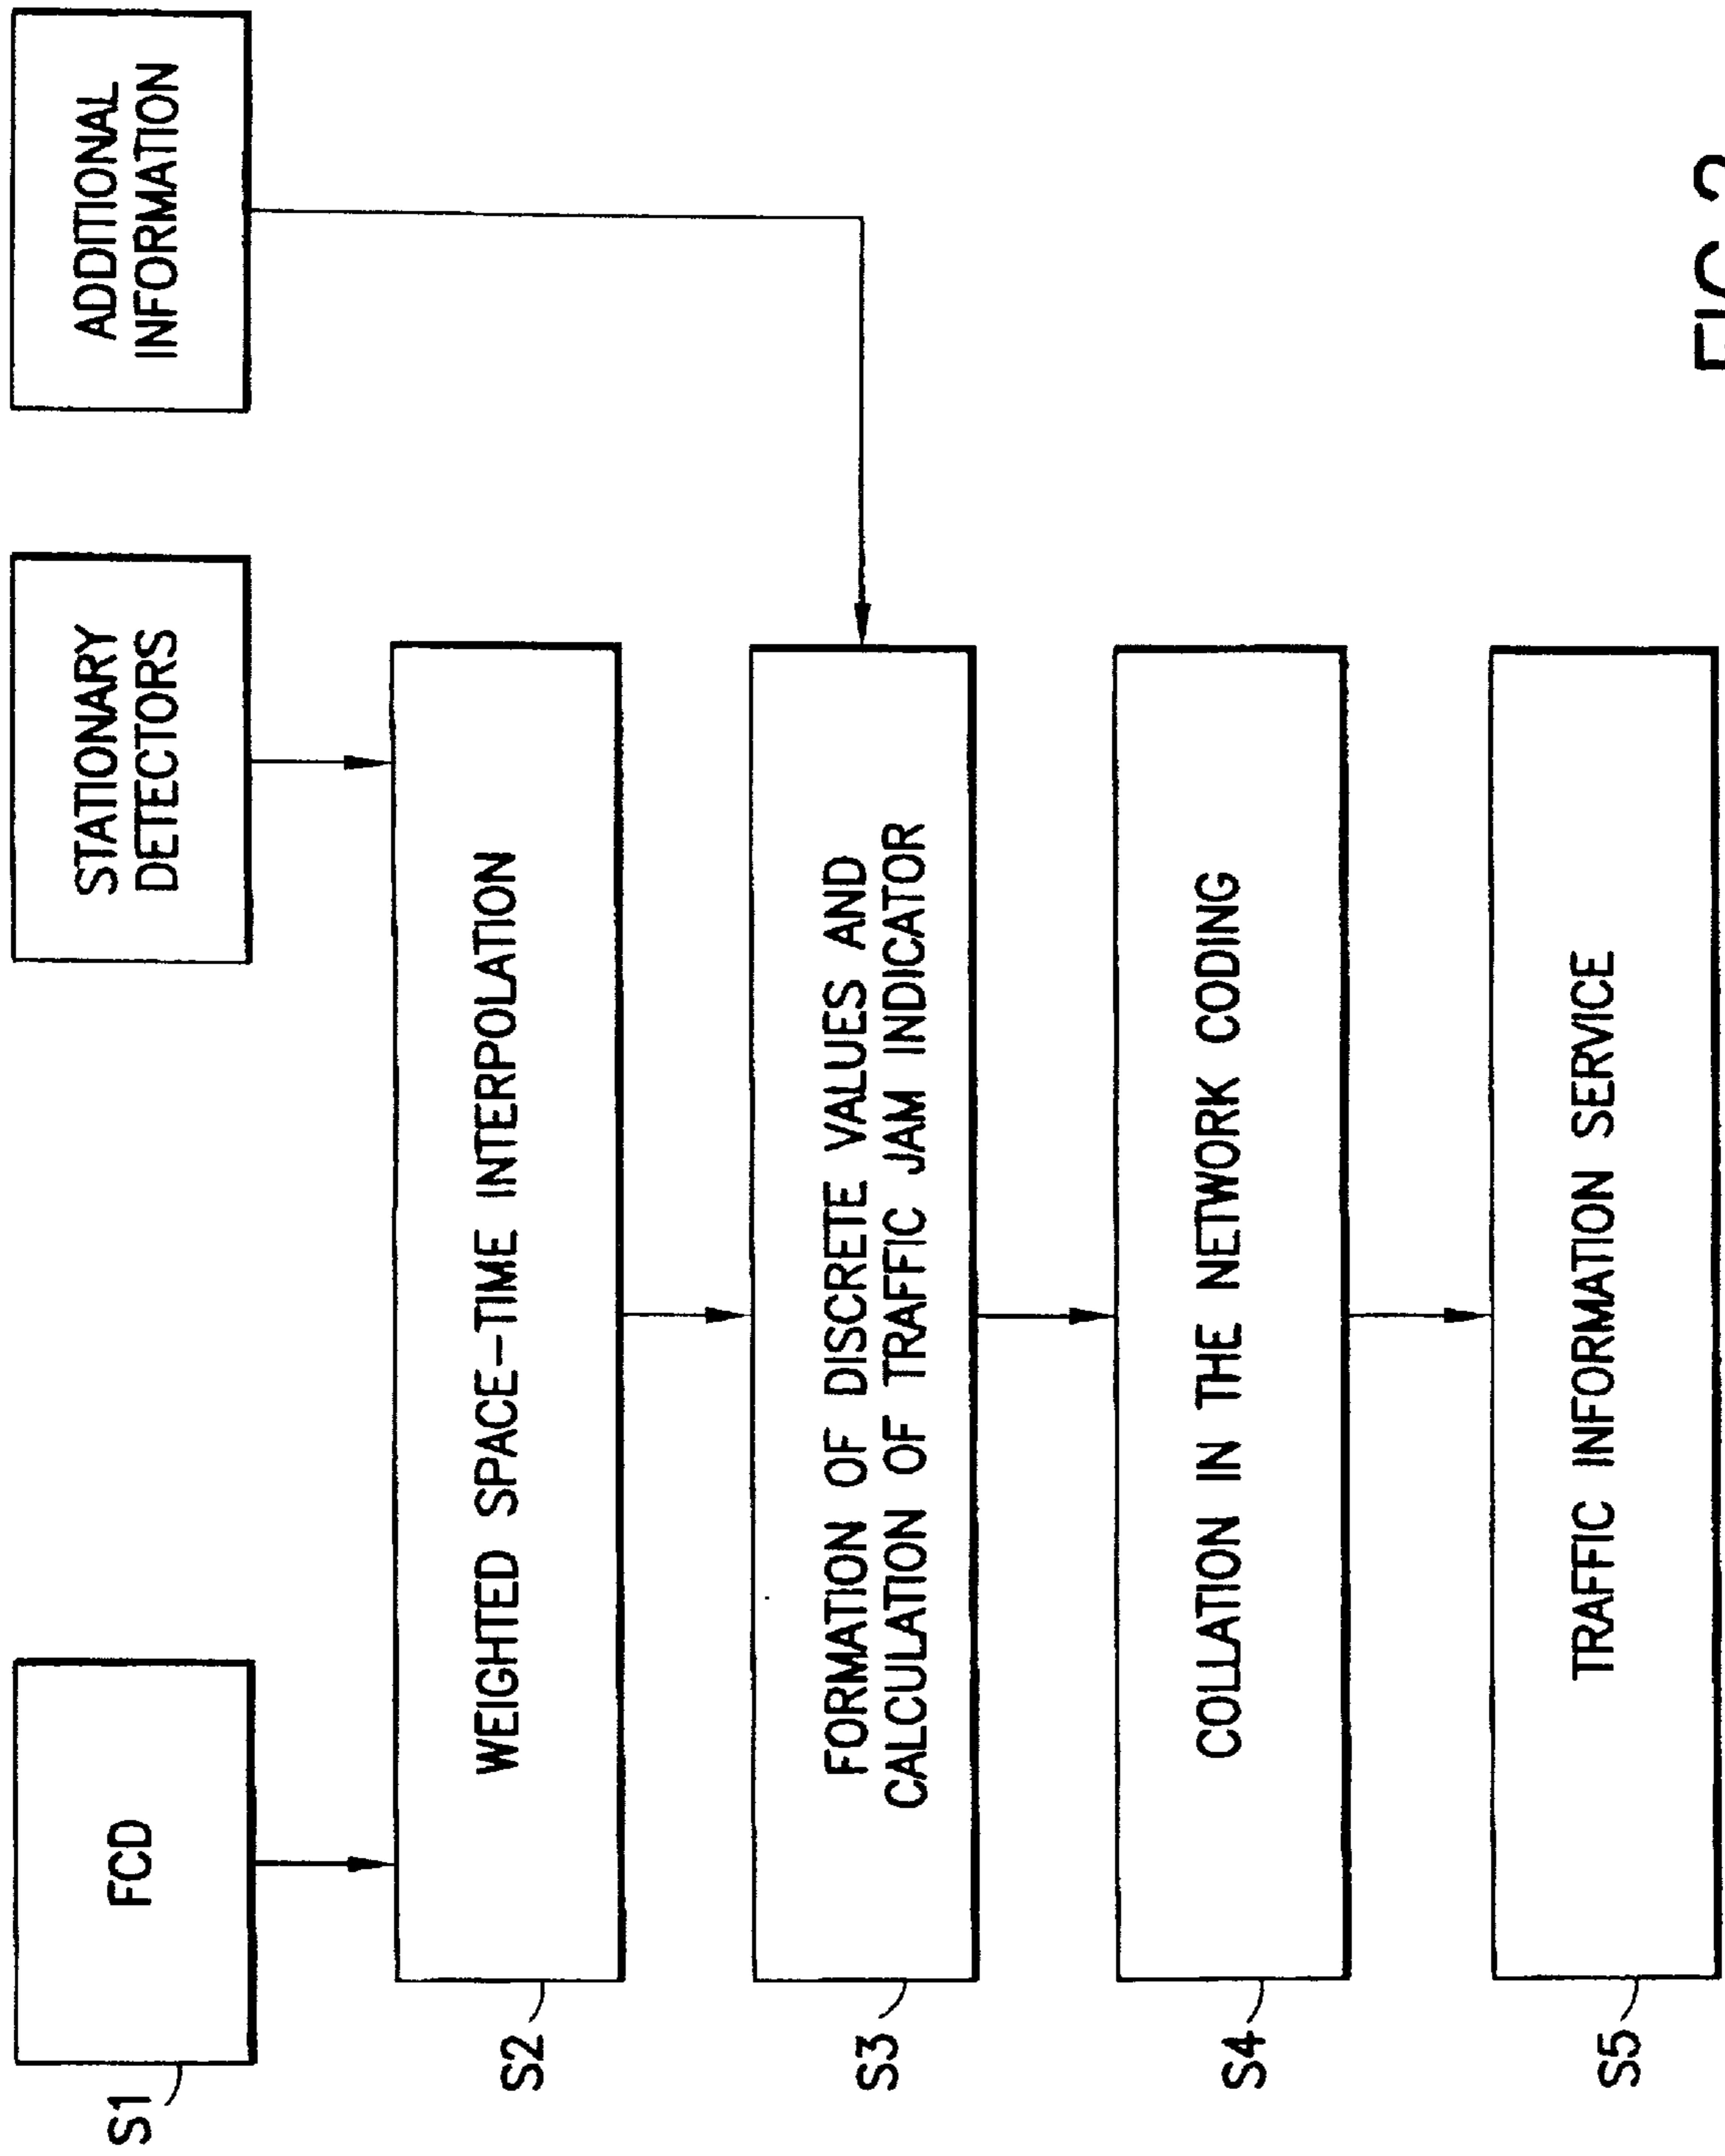 S1
FCD
STATIONARY
DETECTORS
ADDITIONAL
INFORMATION
S2
WEIGHTED SPACE-TIME INTERPOLATION
S3
FORMATION OF DISCRETE VALUES AND
CALCULATION OF TRAFFIC JAM INDICATOR
S4
COLLATION IN THE NETWORK CODING
S5
TRAFFIC INFORMATION SERVICE